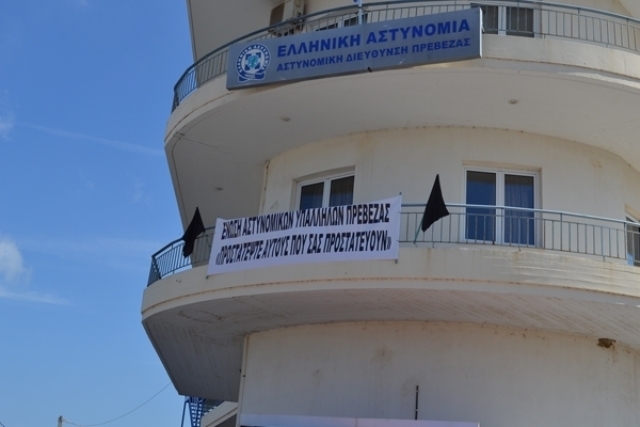 ΕΛΛΗΝΙΚΗ ΑΣΤΥΝΟΜΙΑ
ΑΣΤΥΝΟΜΙΚΗ ΔΙΕΥΘΥΝΣΗ ΠΡΕΒΕΖΑΣ
ΕΝΩΣΗ ΑΣΤΥΝΟΜΙΚΩΝ ΥΠΑΛΛΗΛΩΝ ΠΡΕΒΕΖΑΣ
«ΠΡΟΣΤΑΤΕΨΤΕ ΑΥΤΟΥΣ ΠΟΥ ΣΑΣ ΠΡΟΣΤΑΤΕΥΟΥΝ»